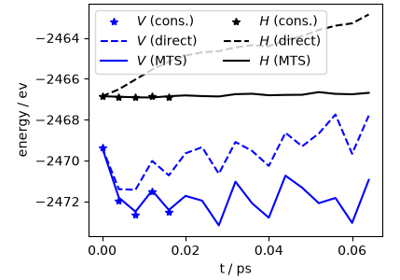 V (cons.) H (cons.)
V (direct) H (direct)
V (MTS) H (MTS)
energy / ev
−2464
−2466
−2468
−2470
−2472
0.00 0.02 0.04 0.06
t / ps